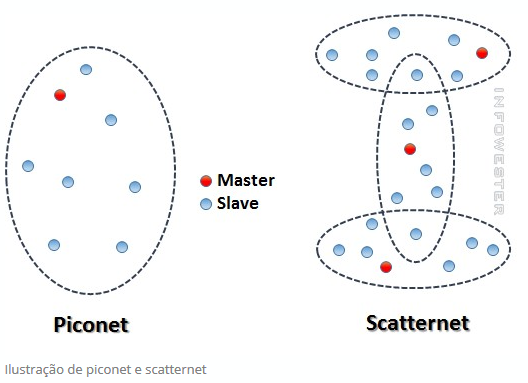 INFOWESTER
Master
Slave
Piconet
Scatternet
Ilustração de piconet e scatternet